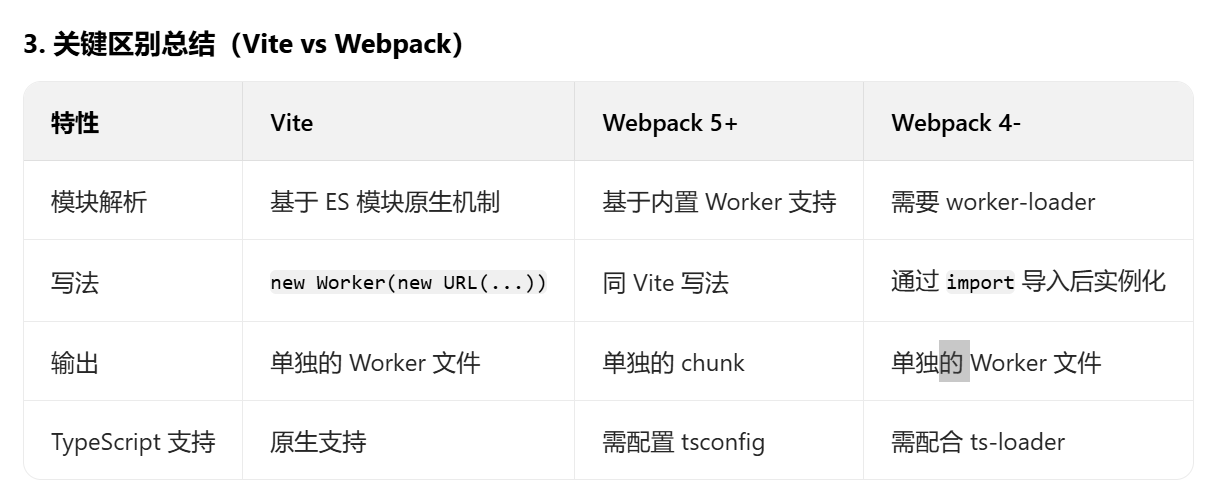 3. 关键区别总结（Vite vs Webpack）
特性 Vite Webpack 5+ Webpack 4-
模块解析 基于 ES 模块原生机制 基于内置 Worker 支持 需要 worker-loader
写法 new Worker(new URL(...)) 同 Vite 写法 通过 import 导入后实例化
输出 单独的 Worker 文件 单独的 chunk 单独的 Worker 文件
TypeScript 支持 原生支持 需配置 tsconfig 需配合 ts-loader